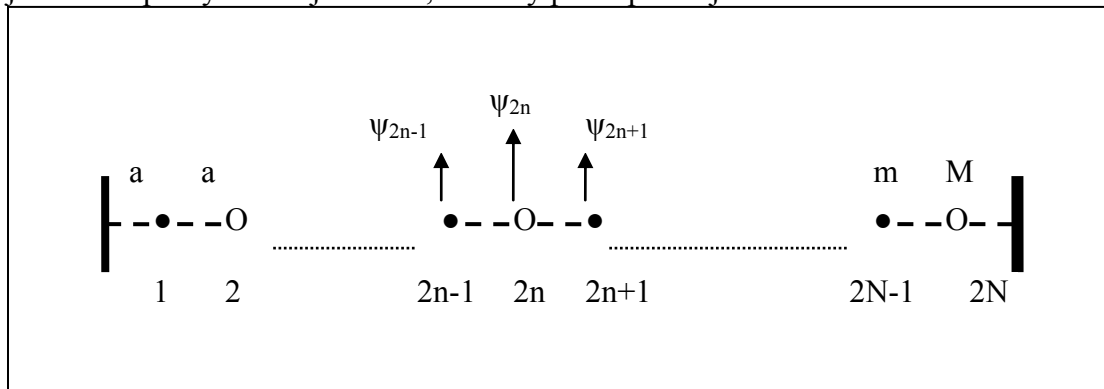 ψ2n
ψ2n-1 ψ2n+1
a a m M
O O O
1 2 2n-1 2n 2n+1 2N-1 2N